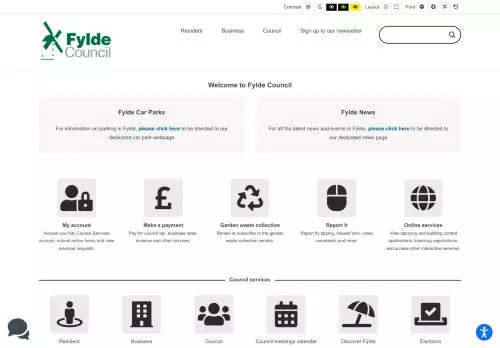 Contrast
Layout
Font
Resident
Business
Council
Sign up to our newsletter
Fylde
Council
Welcome to Fylde Council
Fylde Car Parks
For information on parking in Fylde, please click here to be directed to our
dedicated car park webpage
Fylde News
For all the latest news and events in Fylde, please click here to be directed to
our dedicated news page
My account
Access your My Council Services
account, submit online forms and view
previous requests.
Make a payment
Pay for council tax, business rates,
invoices and other services.
Garden waste collection
Renew or subscribe to the garden
waste collection service
Report it
Report fly tipping, missed bins, noise
complaints and more
Online services
View planning and building control
applications, licensing registrations,
and access other interactive services
Council services
Resident
Business
Council
Council meetings calendar
Discover Fylde
Elections